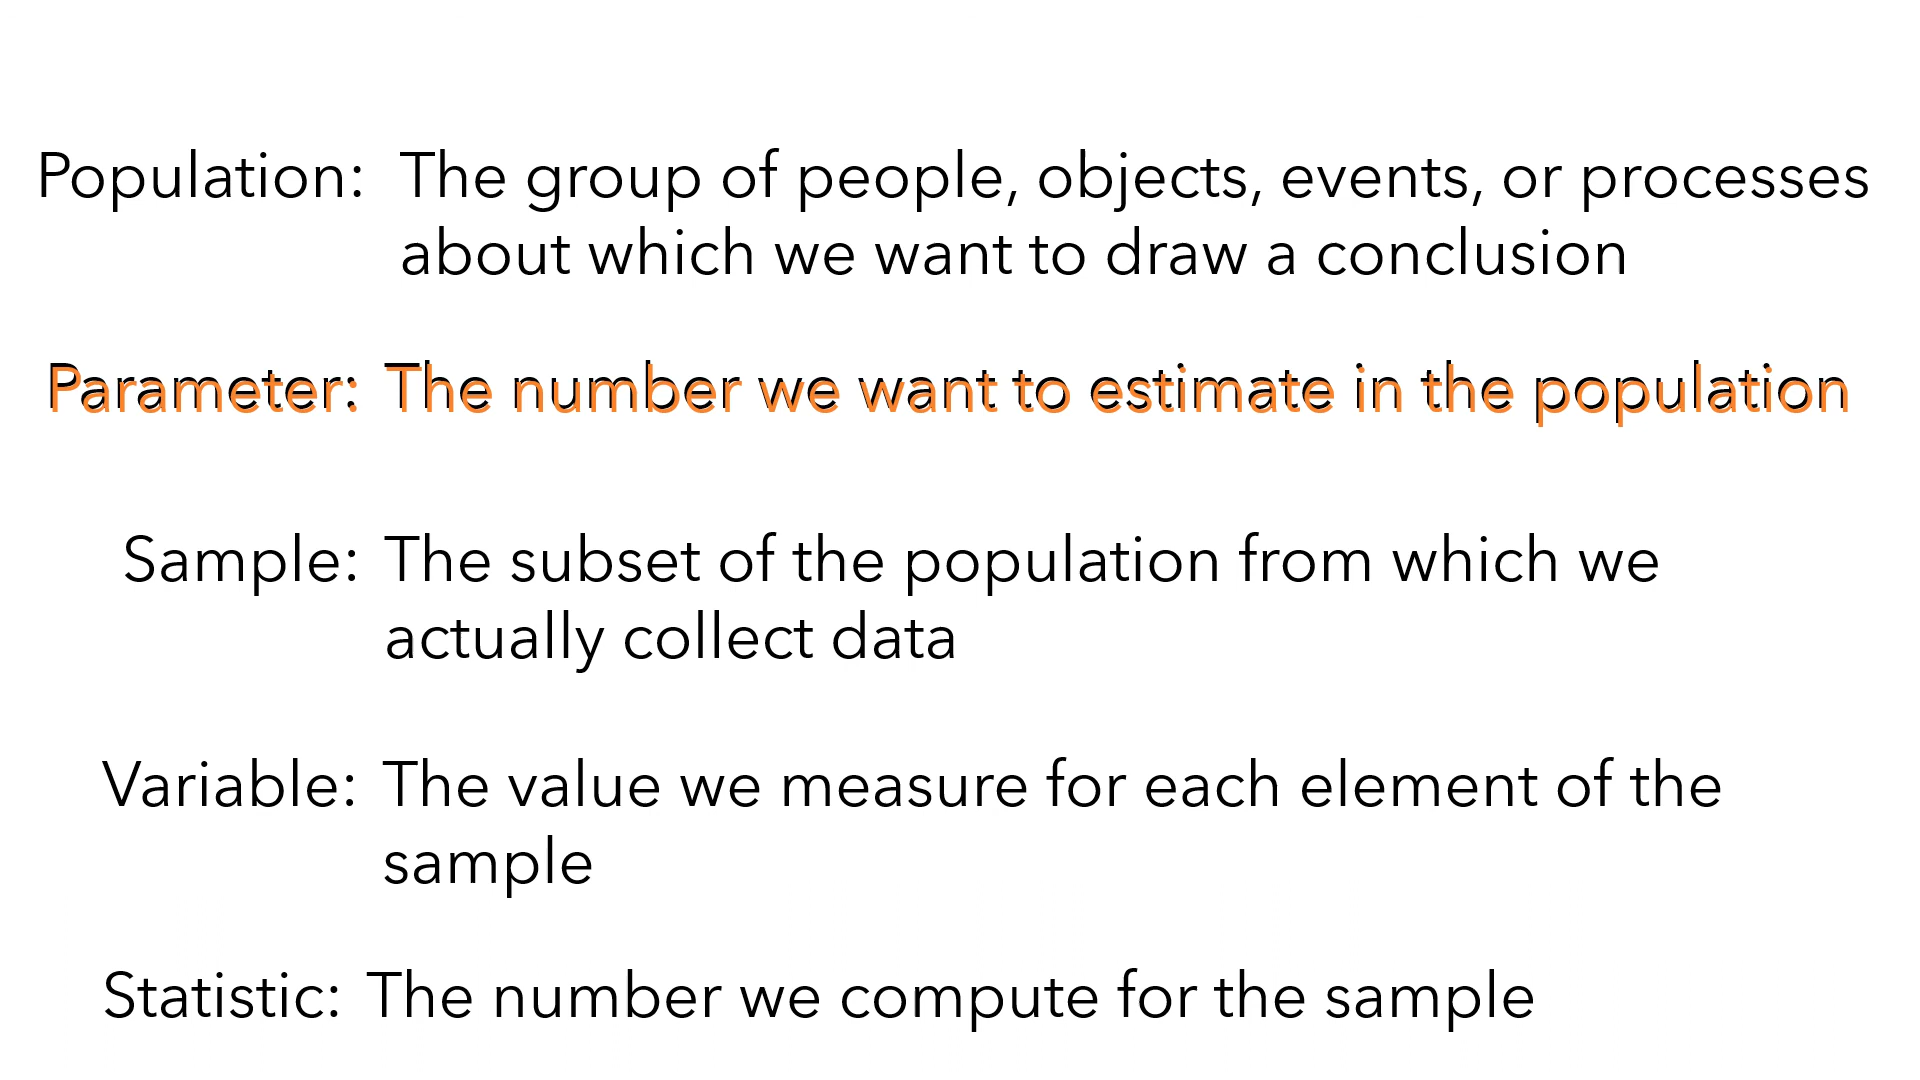 Population: The group of people, objects, events, or processes
about which we want to draw a conclusion
Parameter: The number we want to estimate in the population
Sample: The subset of the population from which we
actually collect data
Variable: The value we measure for each element of the
sample
Statistic: The number we compute for the sample